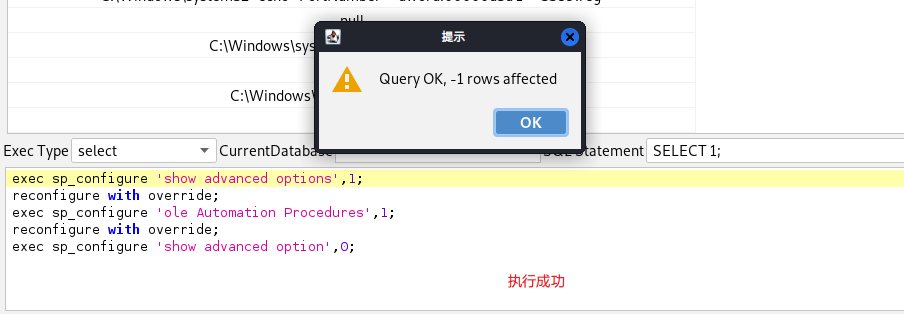 null
提示
C:\Windows\sys
Query OK, -1 rows affected
C:\Windows\
OK
Exec Type
select
CurrentDatabase
Statement
SELECT 1;
exec sp_configure 'show advanced options',1;
reconfigure with override;
exec sp_configure 'ole Automation Procedures',1;
reconfigure with override;
exec sp_configure 'show advanced option',0;
执行成功